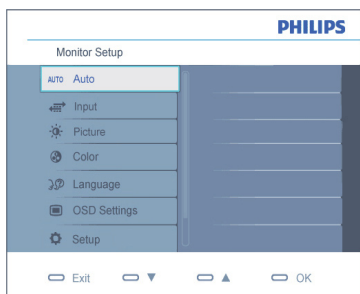 PHILIPS
Monitor Setup
AUTO Auto
Input
Picture
Color
Language
OSD Settings
Setup
Exit ▼ ▲ OK